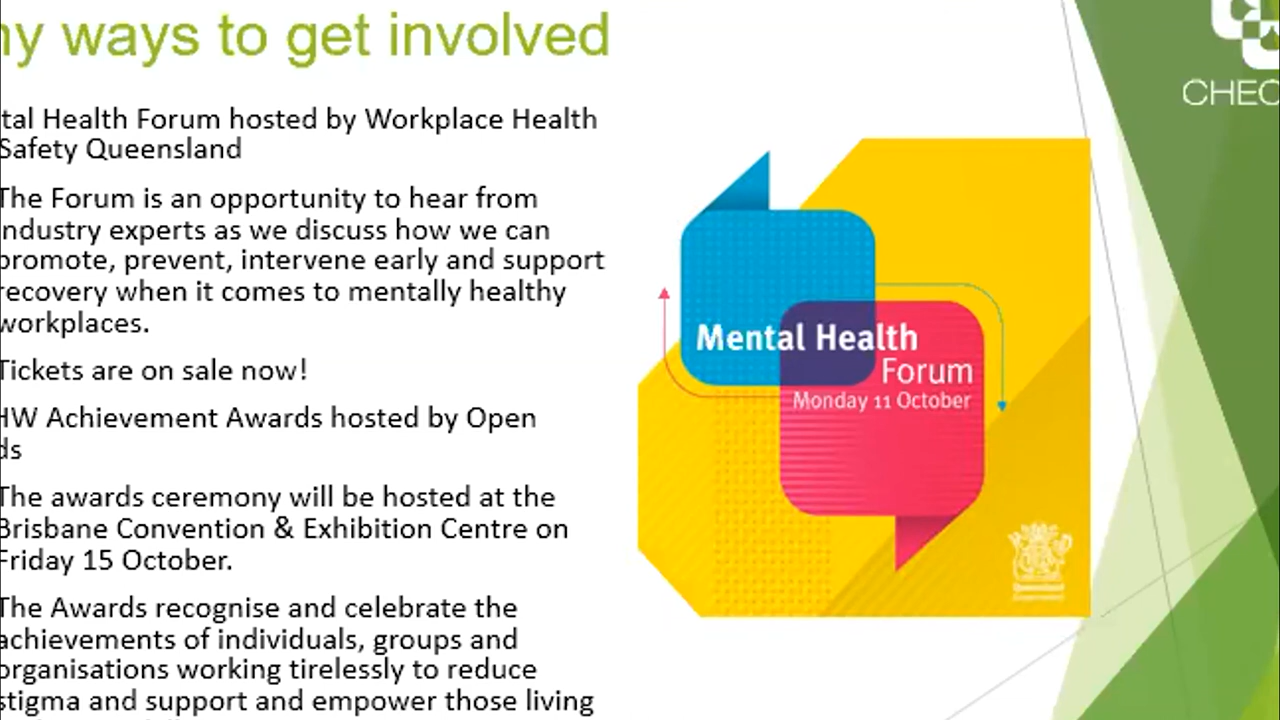 ny ways to get involved
CHEC
tal Health Forum hosted by Workplace Health
Safety Queensland
The Forum is an opportunity to hear from
industry experts as we discuss how we can
promote, prevent, intervene early and support
recovery when it comes to mentally healthy
workplaces.
Tickets are on sale now!
HW Achievement Awards hosted by Open
ds
The awards ceremony will be hosted at the
Brisbane Convention & Exhibition Centre on
Friday 15 October.
The Awards recognise and celebrate the
achievements of individuals, groups and
organisations working tirelessly to reduce
stigma and support and empower those living
Mental Health
Forum
Monday 11 October